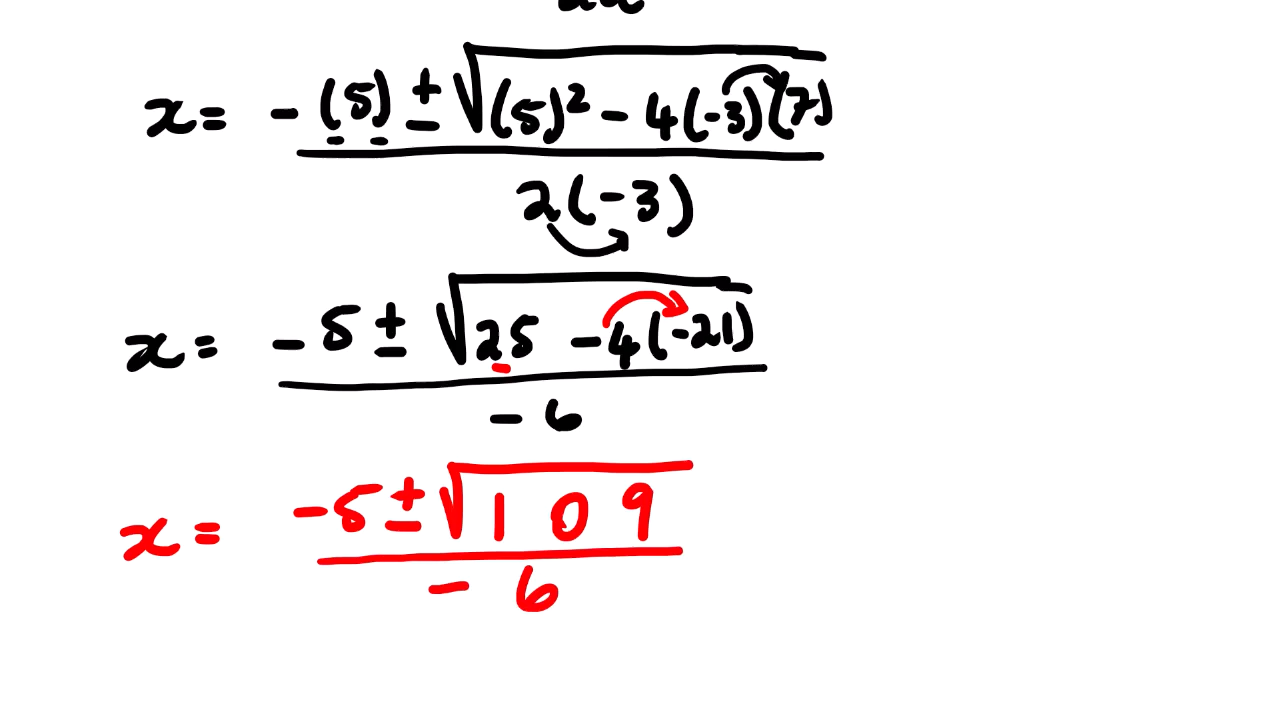 x = -(5) ± √(5)² - 4(-3)(7)
2(-3)
x = -5 ± √25 - 4(-21)
-6
x = -5 ± √109
-6